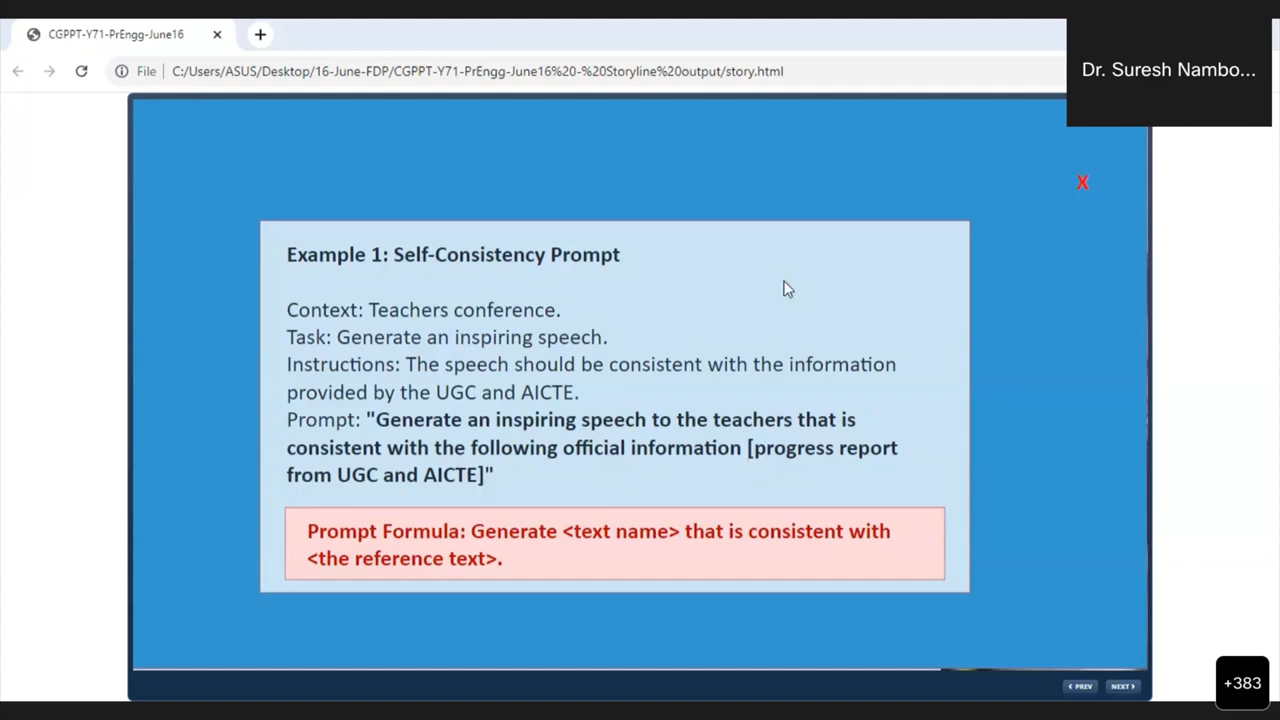 CGPPT-Y71-PrEngg-June16
File
C:/Users/ASUS/Desktop/16-June-FDP/CGPPT-Y71-PrEngg-June16%20-%20Storyline%20output/story.html
Dr. Suresh Nambo...
X
Example 1: Self-Consistency Prompt
Context: Teachers conference.
Task: Generate an inspiring speech.
Instructions: The speech should be consistent with the information
provided by the UGC and AICTE.
Prompt: "Generate an inspiring speech to the teachers that is
consistent with the following official information [progress report
from UGC and AICTE]"
Prompt Formula: Generate <text name> that is consistent with
<the reference text>.
PREV
NEXT
+383